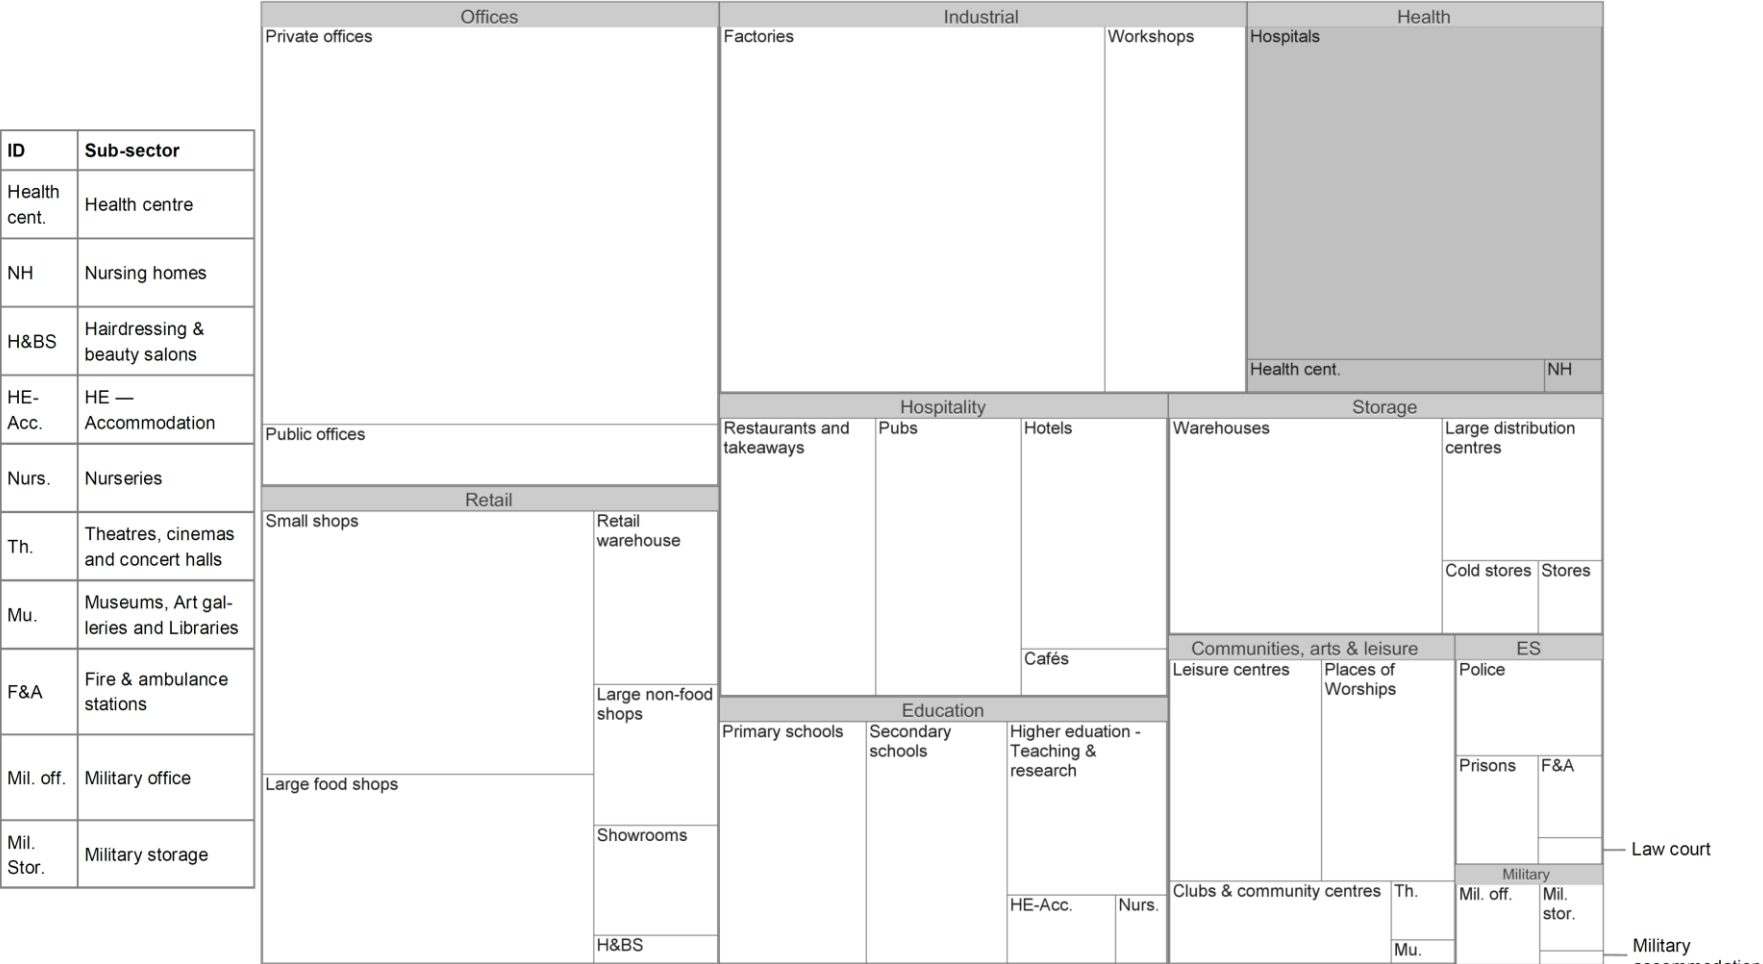 ID Sub-sector
Health
cent.
Health centre
NH Nursing homes
H&BS
Hairdressing &
beauty salons
HE-
Acc.
HE —
Accommodation
Nurs. Nurseries
Th.
Theatres, cinemas
and concert halls
Mu.
Museums, Art gal-
leries and Libraries
F&A
Fire & ambulance
stations
Mil. off. Military office
Mil.
Stor.
Military storage
Offices
Private offices
Public offices
Retail
Small shops
Retail
warehouse
Large non-food
shops
Large food shops
Showrooms
H&BS
Industrial
Factories
Workshops
Health
Hospitals
Health cent.
NH
Hospitality
Restaurants and
takeaways
Pubs
Hotels
Cafés
Storage
Warehouses
Large distribution
centres
Cold stores
Stores
Education
Primary schools
Secondary
schools
Higher eduation -
Teaching &
research
HE-Acc.
Nurs.
Communities, arts & leisure
Leisure centres
Places of
Worships
Clubs & community centres
Th.
Mu.
ES
Police
Prisons
F&A
Law court
Military
Mil. off.
Mil.
stor.
Military